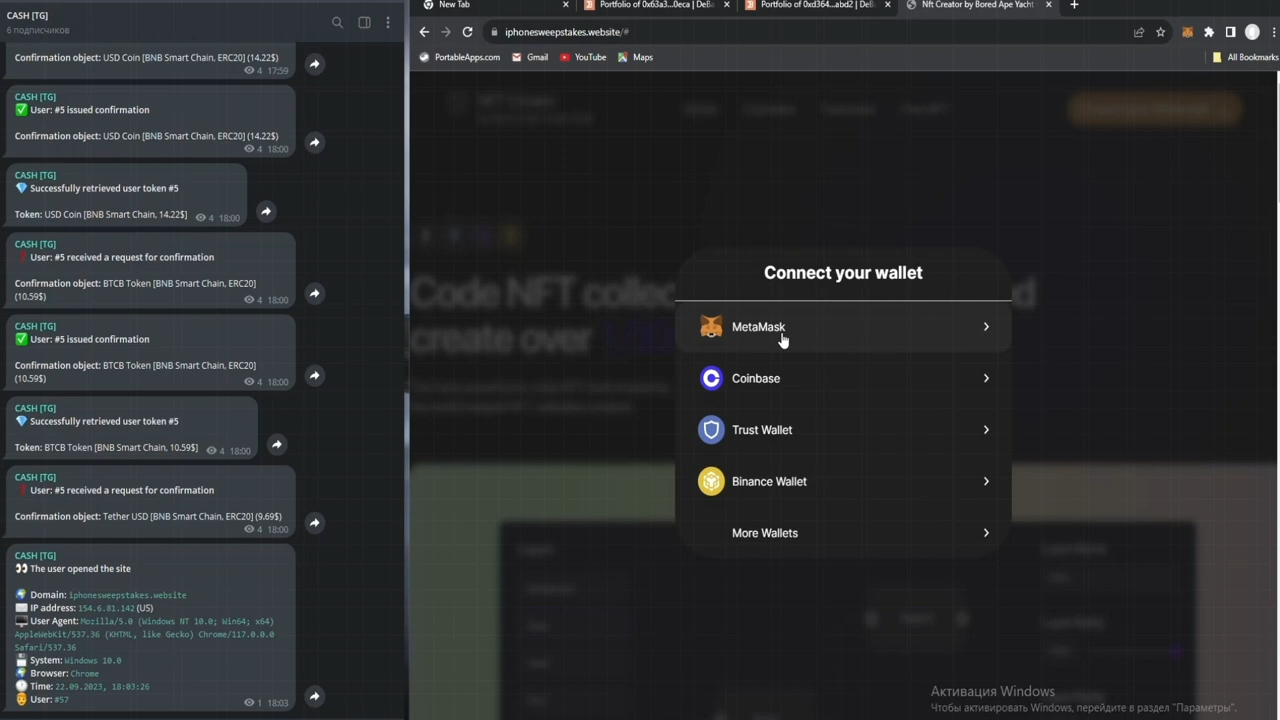 CASH [TG]
6 подписчиков
Confirmation object: USD Coin [BNB Smart Chain, ERC20] (14.22$)
4 17:59
CASH [TG]
✅ User: #5 issued confirmation
Confirmation object: USD Coin [BNB Smart Chain, ERC20] (14.22$)
4 18:00
CASH [TG]
💎 Successfully retrieved user token #5
Token: USD Coin [BNB Smart Chain, 14.22$]
4 18:00
CASH [TG]
❓ User: #5 received a request for confirmation
Confirmation object: BTCB Token [BNB Smart Chain, ERC20]
(10.59$)
4 18:00
CASH [TG]
✅ User: #5 issued confirmation
Confirmation object: BTCB Token [BNB Smart Chain, ERC20]
(10.59$)
4 18:00
CASH [TG]
💎 Successfully retrieved user token #5
Token: BTCB Token [BNB Smart Chain, 10.59$]
4 18:00
CASH [TG]
❓ User: #5 received a request for confirmation
Confirmation object: Tether USD [BNB Smart Chain, ERC20] (9.69$)
4 18:00
CASH [TG]
👀 The user opened the site
🌍 Domain: iphonesweepstakes.website
✉️ IP address: 154.6.81.142 (US)
🖥️ User Agent: Mozilla/5.0 (Windows NT 10.0; Win64; x64)
AppleWebKit/537.36 (KHTML, like Gecko) Chrome/117.0.0.0
Safari/537.36
💾 System: Windows 10.0
🌍 Browser: Chrome
🕐 Time: 22.09.2023, 18:03:26
👨 User: #57
1 18:03
New Tab
Portfolio of 0x63a3...0eca | DeBa
Portfolio of 0xd364...abd2 | DeBa
Nft Creator by Bored Ape Yacht
iphonesweepstakes.website/#
PortableApps.com
Gmail
YouTube
Maps
All Bookmarks
NFT Creator
Code NFT collec
d
create over
Connect your wallet
MetaMask
Coinbase
Trust Wallet
Binance Wallet
More Wallets
Активация Windows
Чтобы активировать Windows, перейдите в раздел "Параметры".